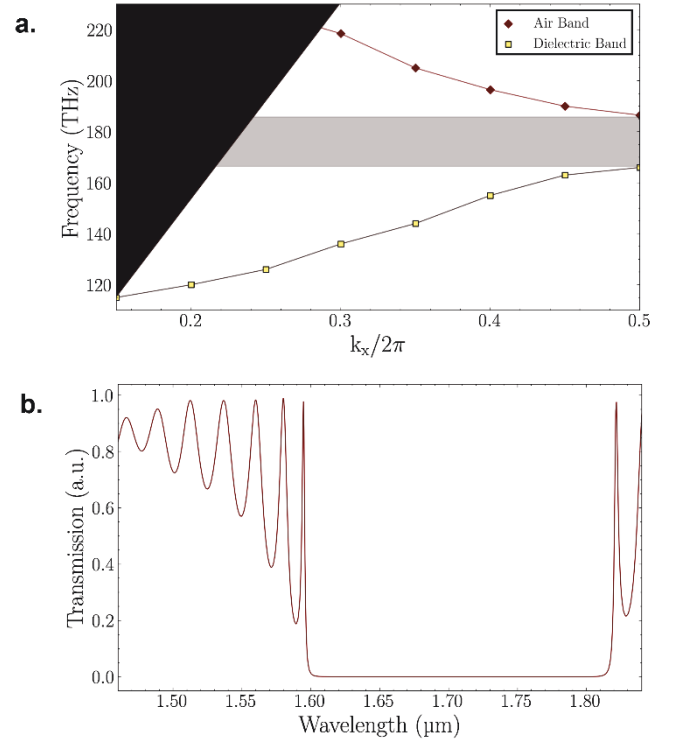 a.
220
200
180
160
140
120
Frequency (THz)
Air Band
Dielectric Band
0.2
0.3
0.4
0.5
kₓ/2π
b.
1.0
0.8
0.6
0.4
0.2
0.0
Transmission (a.u.)
1.50
1.55
1.60
1.65
1.70
1.75
1.80
Wavelength (μm)